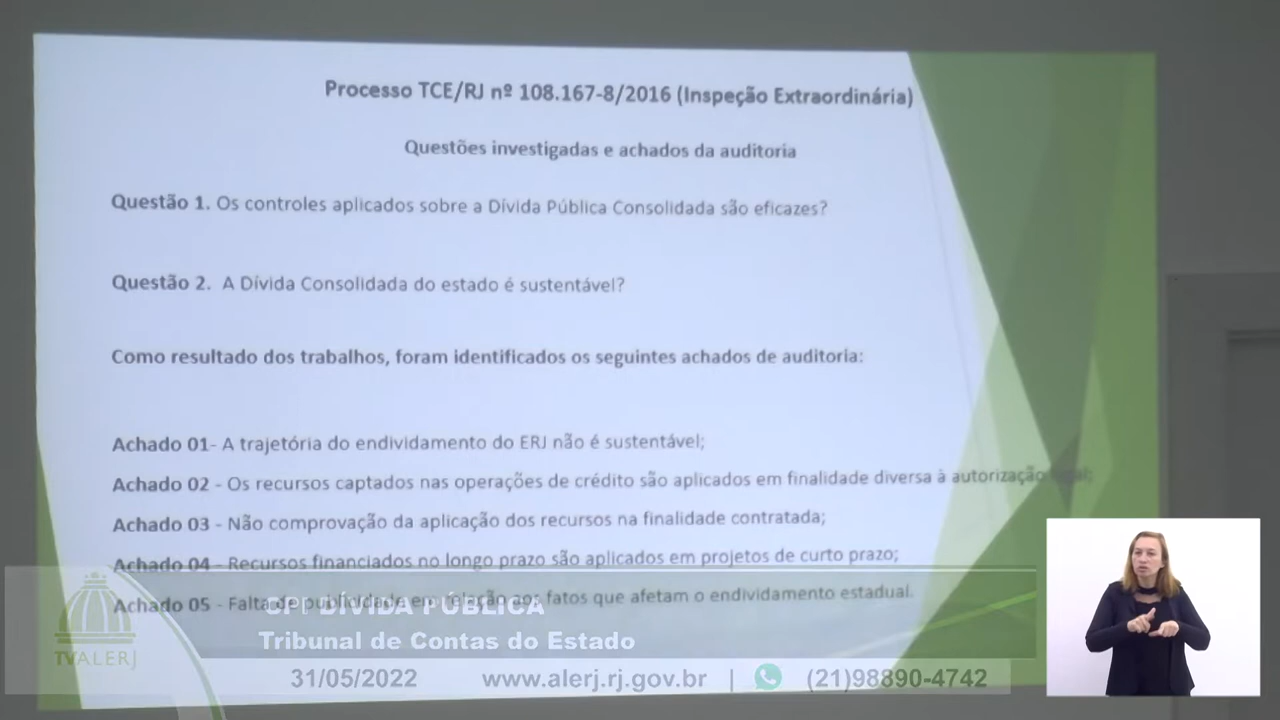 Processo TCE/RJ nº 108.167-8/2016 (Inspeção Extraordinária)
Questões investigadas e achados da auditoria
Questão 1. Os controles aplicados sobre a Dívida Pública Consolidada são eficazes?
Questão 2. A Dívida Consolidada do estado é sustentável?
Como resultado dos trabalhos, foram identificados os seguintes achados de auditoria:
Achado 01- A trajetória do endividamento do ERJ não é sustentável;
Achado 02 - Os recursos captados nas operações de crédito são aplicados em finalidade diversa à autorização
Achado 03 - Não comprovação da aplicação dos recursos na finalidade contratada;
Achado 04 - Recursos financiados no longo prazo são aplicados em projetos de curto prazo;
Achado 05 - Falta de publicidade em relação aos fatos que afetam o endividamento estadual.
CPI DÍVIDA PÚBLICA
Tribunal de Contas do Estado
TVALERJ
31/05/2022 www.alerj.rj.gov.br | (21)98890-4742